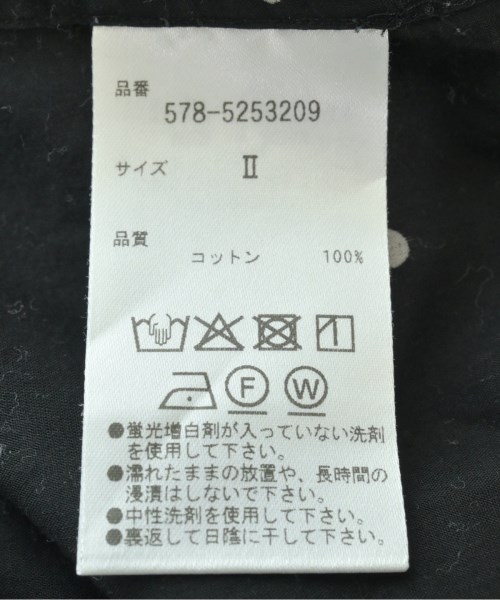 品番
578-5253209
サイズ II
品質
コットン 100%
F W
●蛍光増白剤が入っていない洗剤
を使用して下さい。
●濡れたままの放置や、長時間の
浸漬はしないで下さい。
●中性洗剤を使用して下さい。
●裏返して日陰に干して下さい。